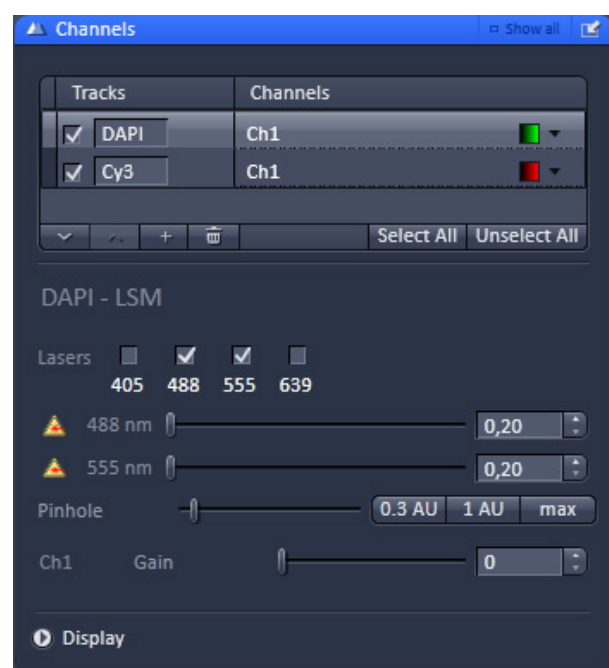 Channels Show all
Tracks Channels
DAPI Ch1
Cy3 Ch1
Select All Unselect All
DAPI - LSM
Lasers
405 488 555 639
488 nm 0,20
555 nm 0,20
Pinhole 0.3 AU 1 AU max
Ch1 Gain 0
Display